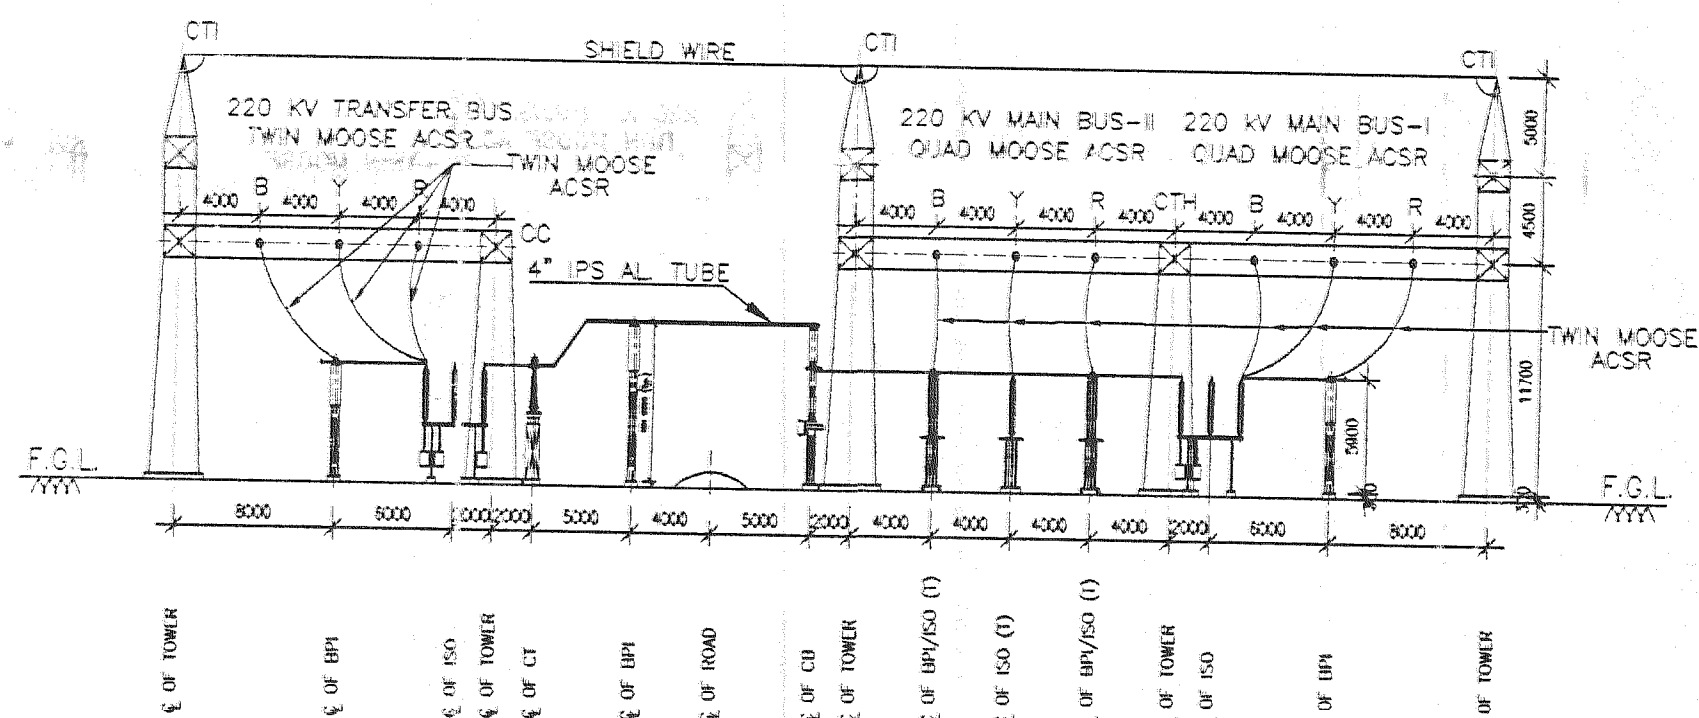 CTI
SHIELD WIRE
CTI
CTI
220 KV TRANSFER BUS
TWIN MOOSE ACSR
TWIN MOOSE
ACSR
220 KV MAIN BUS-II
QUAD MOOSE ACSR
220 KV MAIN BUS-I
QUAD MOOSE ACSR
5000
B Y R
4000 4000 4000 4000
B Y R CTH B Y R
4000 4000 4000 4000 4000 4000 4000 4000
4500
CC
4" IPS AL. TUBE
TWIN MOOSE
ACSR
11700
5900
F.G.L.
F.G.L.
8000 6000 2000 5000 4000 5000 2000 4000 4000 4000 4000 2000 6000 8000
℄ OF TOWER
℄ OF BPI
℄ OF ISO
℄ OF TOWER
℄ OF CT
℄ OF BPI
℄ OF ROAD
℄ OF CB
℄ OF TOWER
℄ OF BPI/ISO (T)
OF ISO (T)
OF BPI/ISO (T)
OF TOWER
OF ISO
OF BPI
OF TOWER